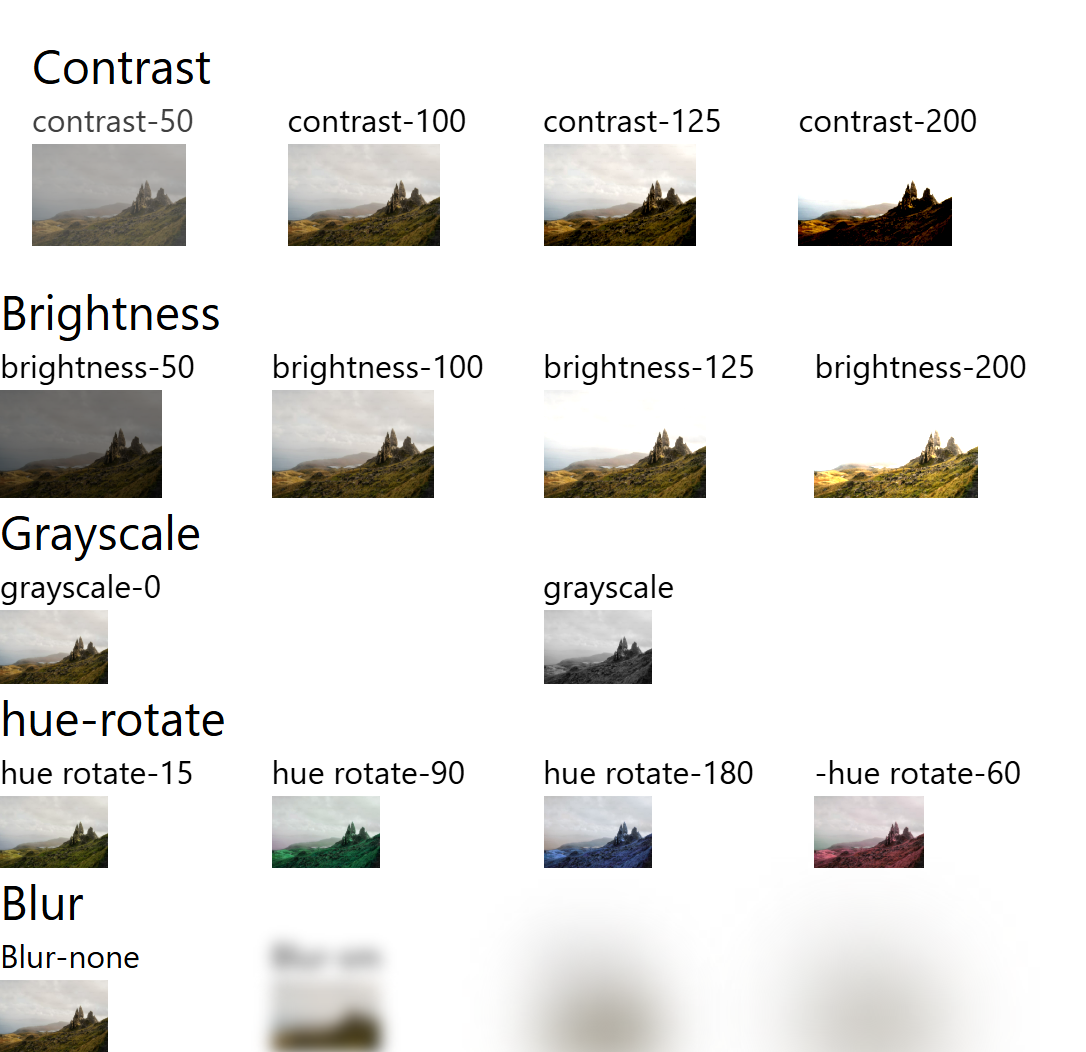 Contrast
contrast-50 contrast-100 contrast-125 contrast-200
Brightness
brightness-50 brightness-100 brightness-125 brightness-200
Grayscale
grayscale-0 grayscale
hue-rotate
hue rotate-15 hue rotate-90 hue rotate-180 -hue rotate-60
Blur
Blur-none